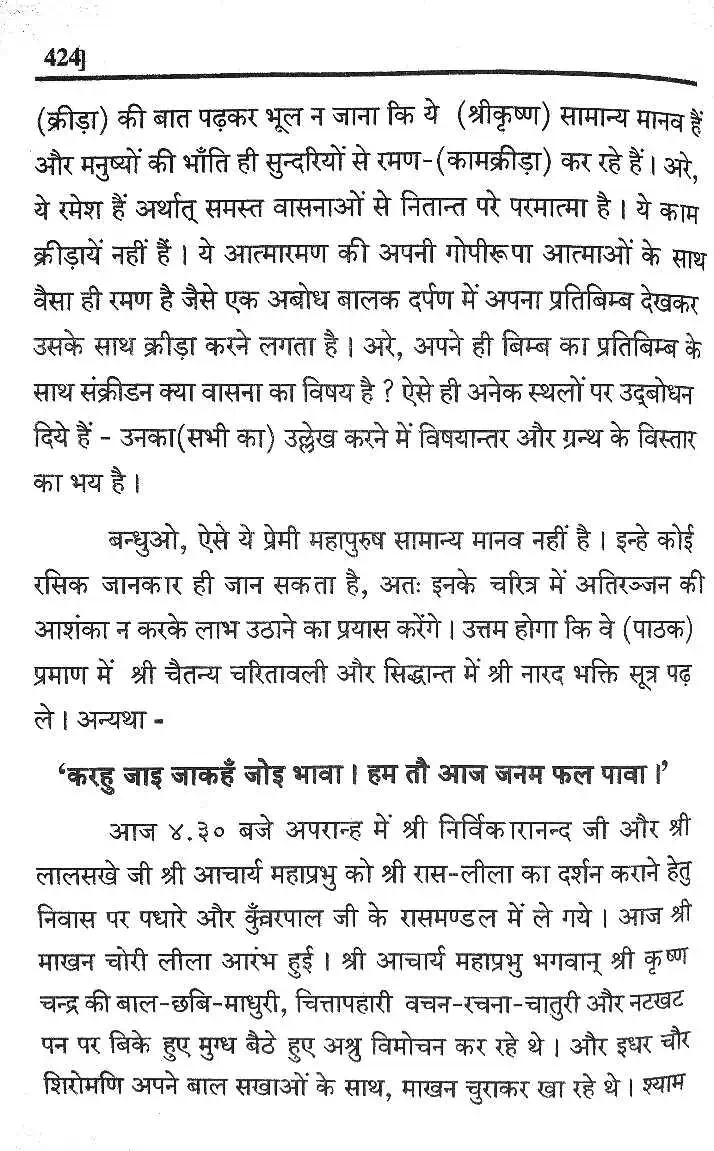 424]
(क्रीड़ा) की बात पढ़कर भूल न जाना कि ये (श्रीकृष्ण) सामान्य मानव हैं
और मनुष्यों की भाँति ही सुन्दरियों से रमण-(कामक्रीड़ा) कर रहे हैं। अरे,
ये रमेश हैं अर्थात् समस्त वासनाओं से नितान्त परे परमात्मा है। ये काम
क्रीडायें नहीं हैं। ये आत्मारमण की अपनी गोपीरूपा आत्माओं के साथ
वैसा ही रमण है जैसे एक अबोध बालक दर्पण में अपना प्रतिबिम्ब देखकर
उसके साथ क्रीडा करने लगता है। अरे, अपने ही बिम्ब का प्रतिबिम्ब के
साथ संक्रीडन क्या वासना का विषय है ? ऐसे ही अनेक स्थलों पर उद्‌बोधन
दिये हैं - उनका(सभी का) उल्लेख करने में विषयान्तर और ग्रन्थ के विस्तार
का भय है।
बन्धुओ, ऐसे ये प्रेमी महापुरुष सामान्य मानव नहीं है। इन्हे कोई
रसिक जानकार ही जान सकता है, अतः इनके चरित्र में अतिरञ्जन की
आशंका न करके लाभ उठाने का प्रयास करेंगे। उत्तम होगा कि वे (पाठक)
प्रमाण में श्री चैतन्य चरितावली और सिद्धान्त में श्री नारद भक्ति सूत्र पढ़
ले। अन्यथा -
‘करहु जाइ जाकहँ जोइ भावा। हम तौ आज जनम फल पावा।’
आज ४.३० बजे अपरान्ह में श्री निर्विकारानन्द जी और श्री
लालसखे जी श्री आचार्य महाप्रभु को श्री रास-लीला का दर्शन कराने हेतु
निवास पर पधारे और कुँवरपाल जी के रासमण्डल में ले गये। आज श्री
माखन चोरी लीला आरंभ हुई। श्री आचार्य महाप्रभु भगवान् श्री कृष्ण
चन्द्र की बाल-छबि-माधुरी, चित्तापहारी वचन-रचना-चातुरी और नटखट
पन पर बिके हुए मुग्ध बैठे हुए अश्रु विमोचन कर रहे थे। और इधर चौर
शिरोमणि अपने बाल सखाओं के साथ, माखन चुराकर खा रहे थे। श्याम